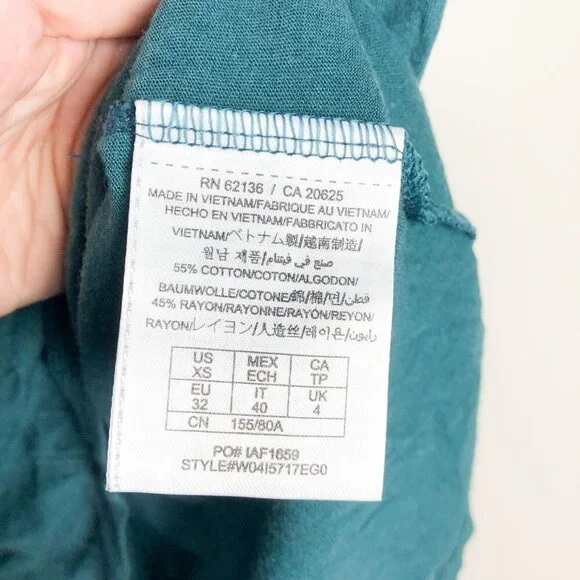 RN 62136 / CA 20625
MADE IN VIETNAM/FABRIQUE AU VIETNAM/
HECHO EN VIETNAM/FABBRICATO IN
VIETNAM/ベトナム製/越南制造/
월남 제품/صنع في فيتنام/
55% COTTON/COTON/ALGODON/
BAUMWOLLE/COTONE/綿/棉/면/قطن/
45% RAYON/RAYONNE/RAYÓN/REYON/
RAYON/レイヨン/人造丝/레이온/رايون/
US MEX CA
XS ECH TP
EU IT UK
32 40 4
CN 155/80A
PO# IAF1659
STYLE#W04I5717EG0